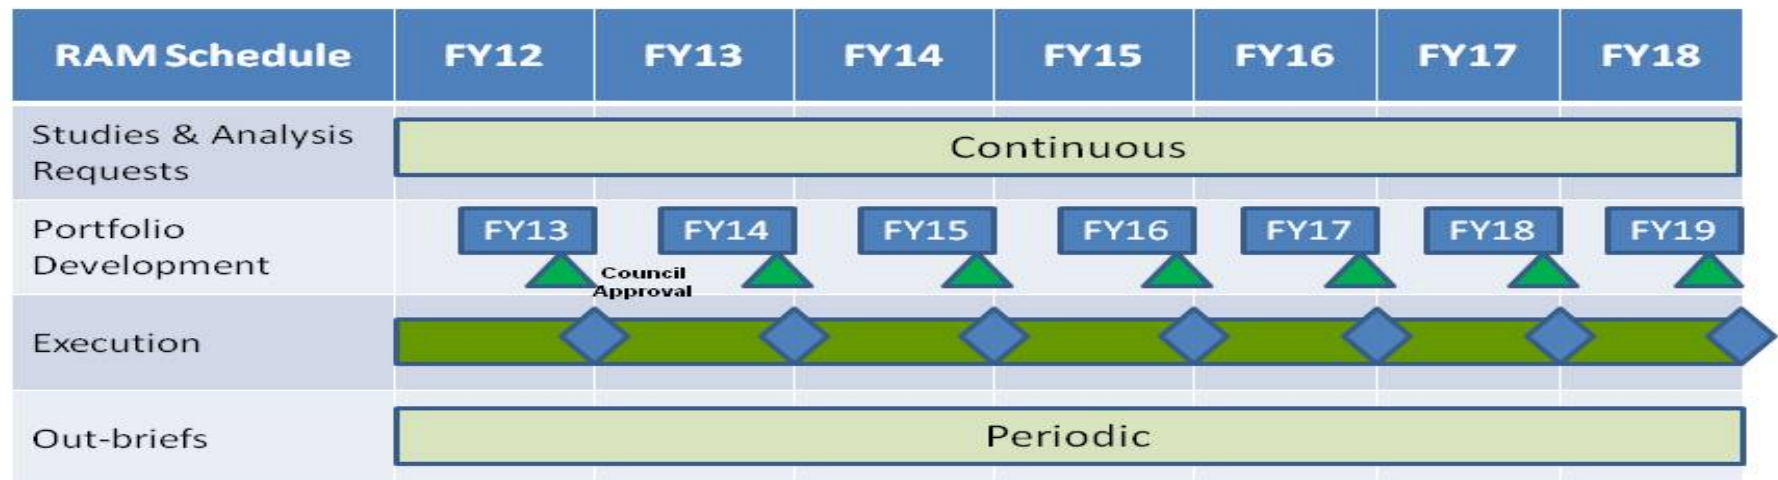 RAM Schedule FY12 FY13 FY14 FY15 FY16 FY17 FY18
Studies & Analysis
Requests
Continuous
Portfolio
Development
FY13 FY14 FY15 FY16 FY17 FY18 FY19
Council
Approval
Execution
Out-briefs
Periodic